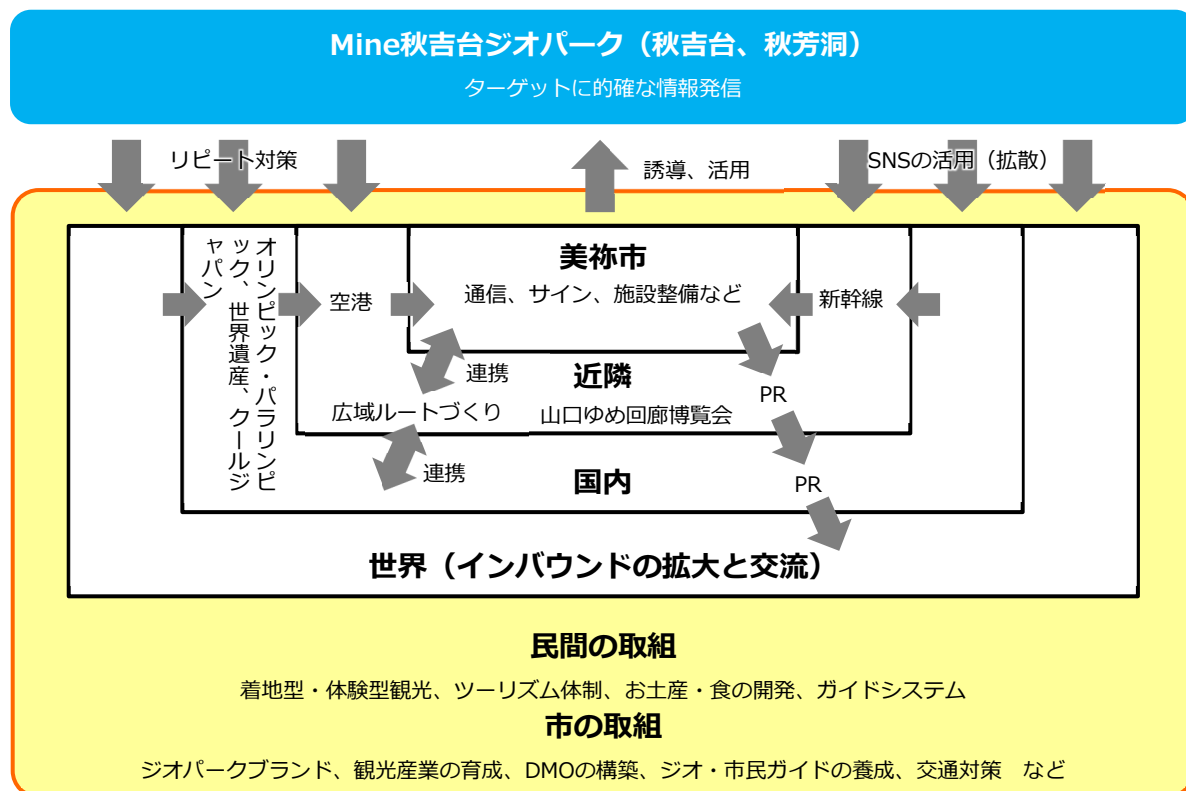 Mine秋吉台ジオパーク（秋吉台、秋芳洞）
ターゲットに的確な情報発信
リピート対策
誘導、活用
SNSの活用（拡散）
オリンピック・パラリンピ
ック、世界遺産、クールジ
ャパン
空港
美祢市
通信、サイン、施設整備など
新幹線
連携
近隣
PR
広域ルートづくり
山口ゆめ回廊博覧会
連携
国内
PR
世界（インバウンドの拡大と交流）
民間の取組
着地型・体験型観光、ツーリズム体制、お土産・食の開発、ガイドシステム
市の取組
ジオパークブランド、観光産業の育成、DMOの構築、ジオ・市民ガイドの養成、交通対策　など